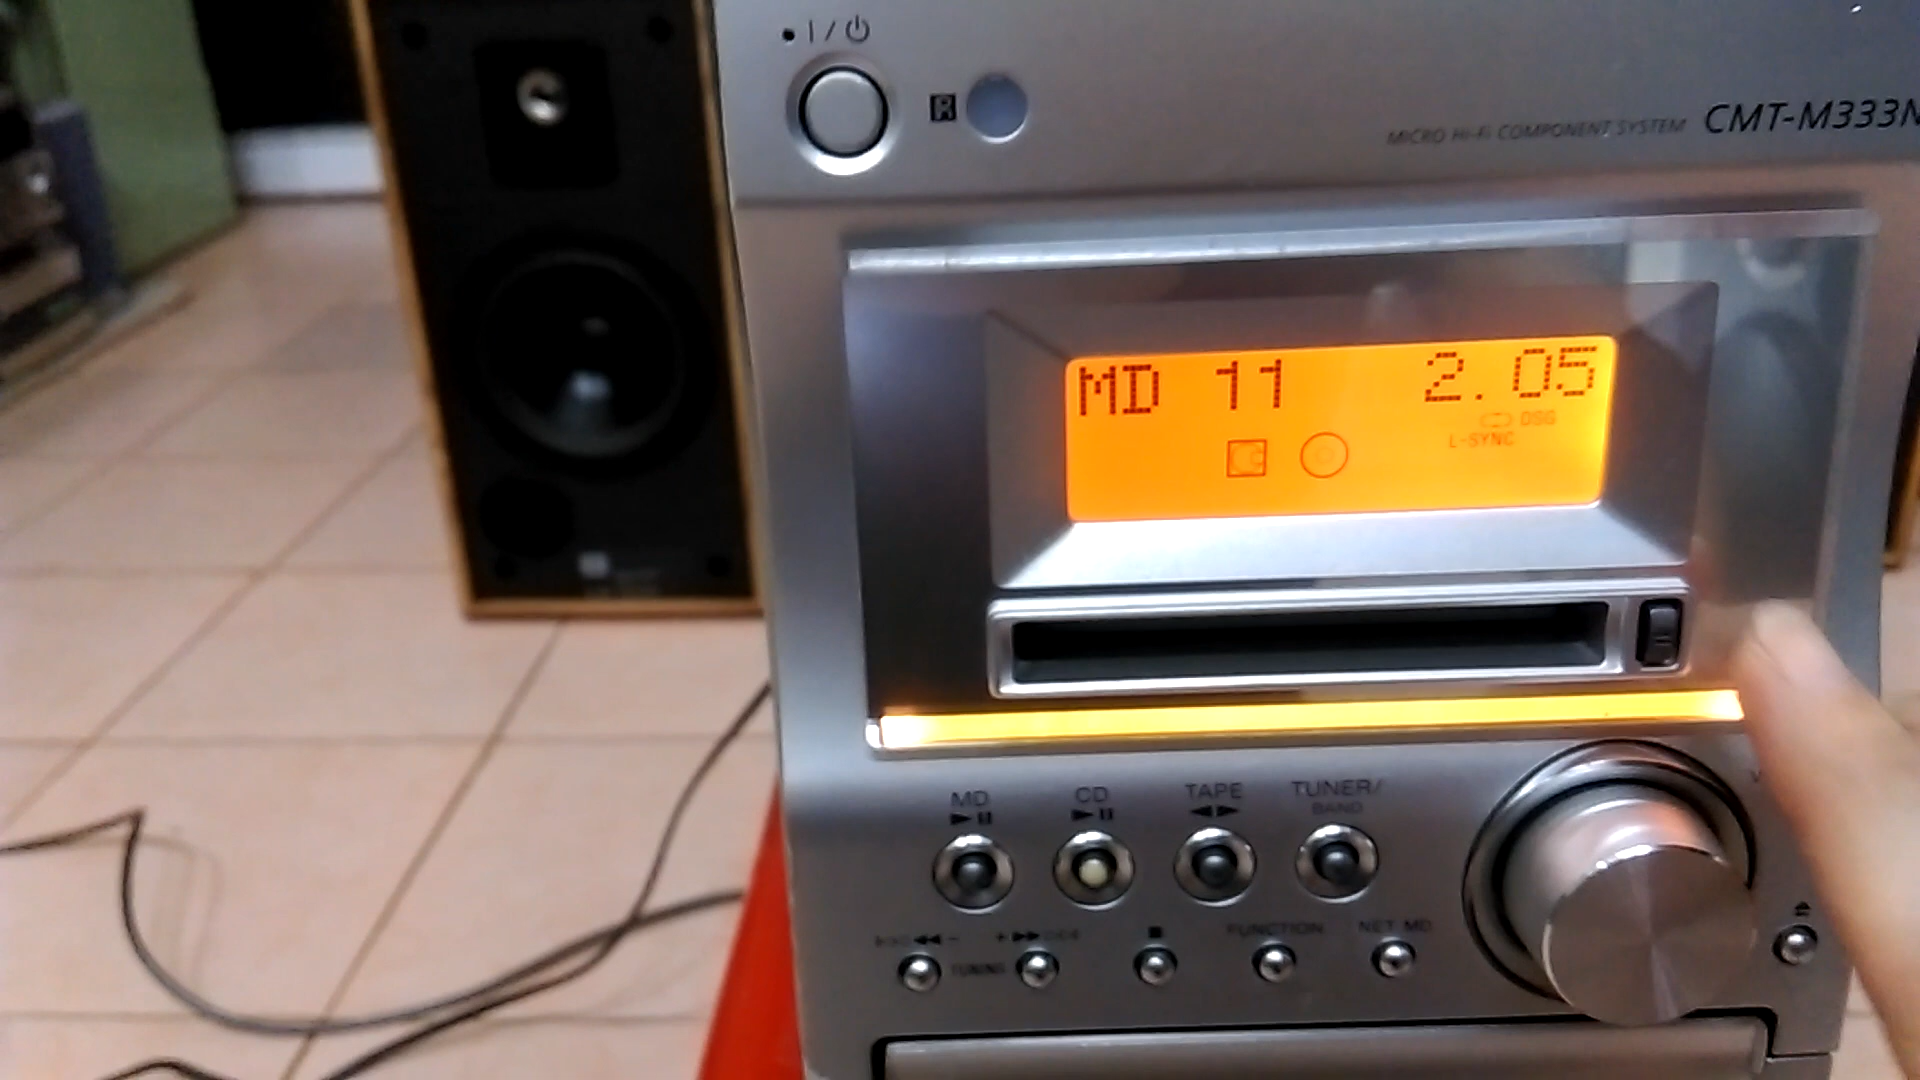 I / ⏻
R
MICRO HI-FI COMPONENT SYSTEM CMT-M333N
MD 11 2.05
DSG
L-SYNC
MD CD TAPE TUNER/
BAND
TUNING
FUNCTION NET MD